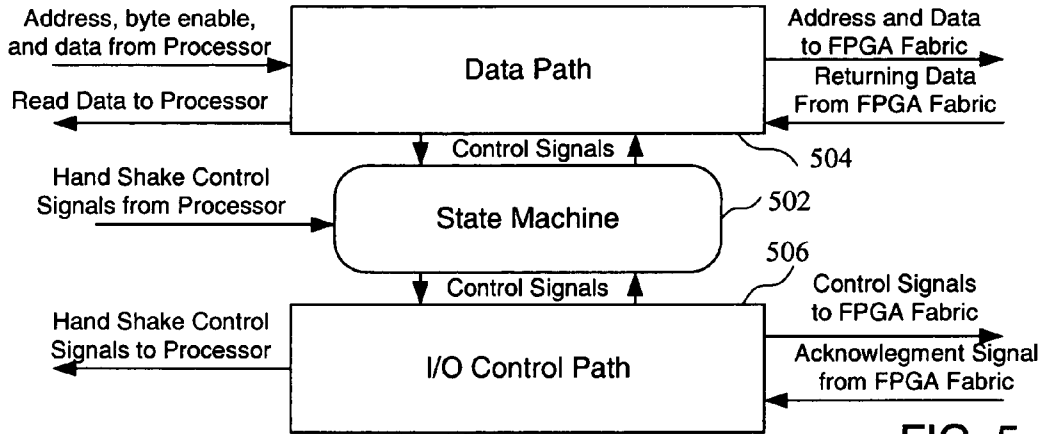 Address, byte enable,
and data from Processor
Read Data to Processor
Data Path
Address and Data
to FPGA Fabric
Returning Data
From FPGA Fabric
504
Control Signals
Hand Shake Control
Signals from Processor
State Machine
502
Control Signals
506
Hand Shake Control
Signals to Processor
I/O Control Path
Control Signals
to FPGA Fabric
Acknowlegment Signal
from FPGA Fabric
FIG. 5